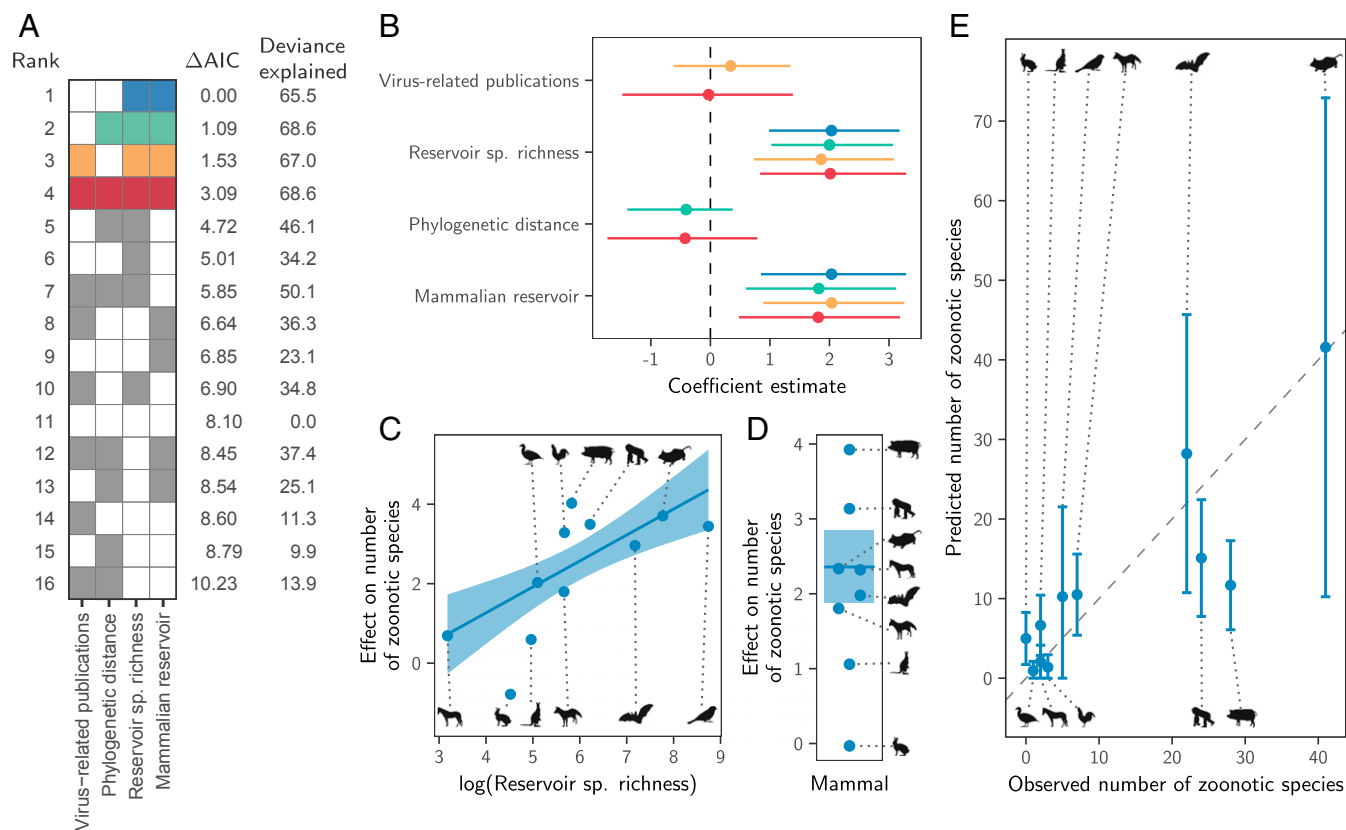 A
Rank
ΔAIC
Deviance
explained
1 0.00 65.5
2 1.09 68.6
3 1.53 67.0
4 3.09 68.6
5 4.72 46.1
6 5.01 34.2
7 5.85 50.1
8 6.64 36.3
9 6.85 23.1
10 6.90 34.8
11 8.10 0.0
12 8.45 37.4
13 8.54 25.1
14 8.60 11.3
15 8.79 9.9
16 10.23 13.9
Virus-related publications
Phylogenetic distance
Reservoir sp. richness
Mammalian reservoir
B
Virus-related publications
Reservoir sp. richness
Phylogenetic distance
Mammalian reservoir
-1 0 1 2 3
Coefficient estimate
C
Effect on number
of zoonotic species
4
2
0
3 4 5 6 7 8 9
log(Reservoir sp. richness)
D
Effect on number
of zoonotic species
4
3
2
1
0
Mammal
E
Predicted number of zoonotic species
70
60
50
40
30
20
10
0
0 10 20 30 40
Observed number of zoonotic species